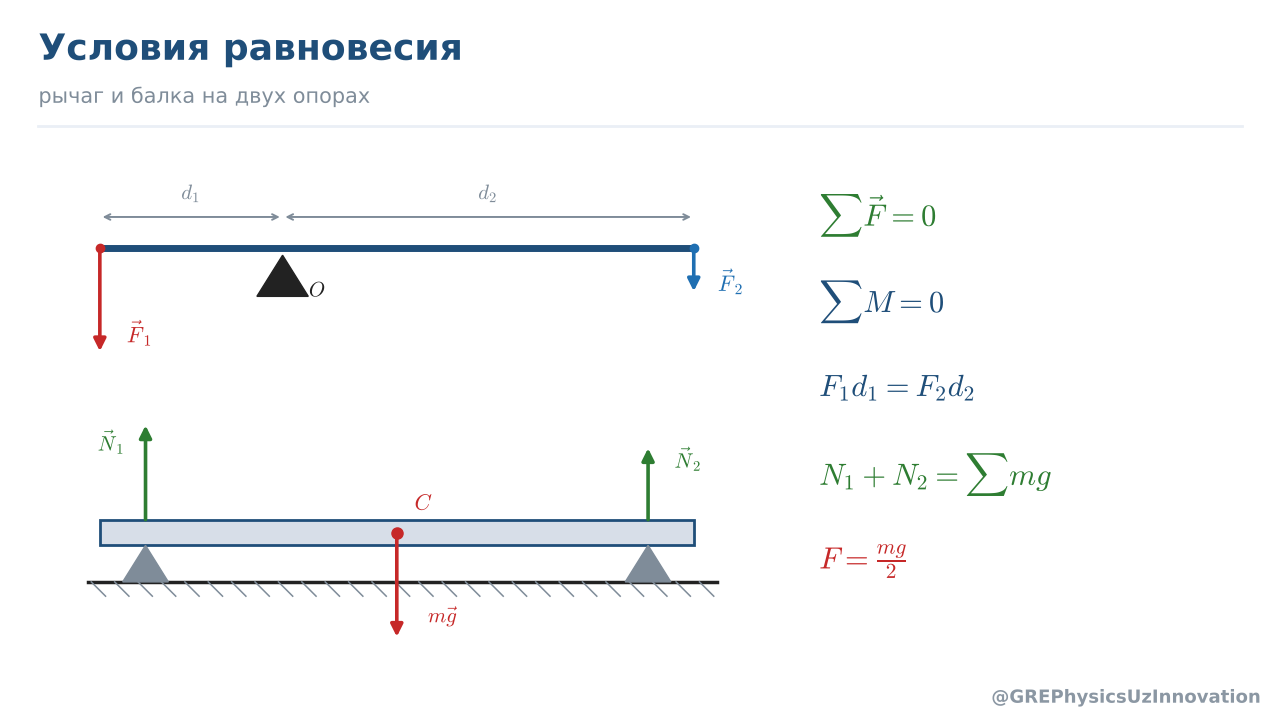 Условия равновесия
рычаг и балка на двух опорах
d₁ d₂
O
F⃗₂
F⃗₁
N⃗₁
N⃗₂
C
mg⃗
∑F⃗ = 0
∑M = 0
F₁d₁ = F₂d₂
N₁ + N₂ = ∑mg
F = mg/2
@GREPhysicsUzInnovation